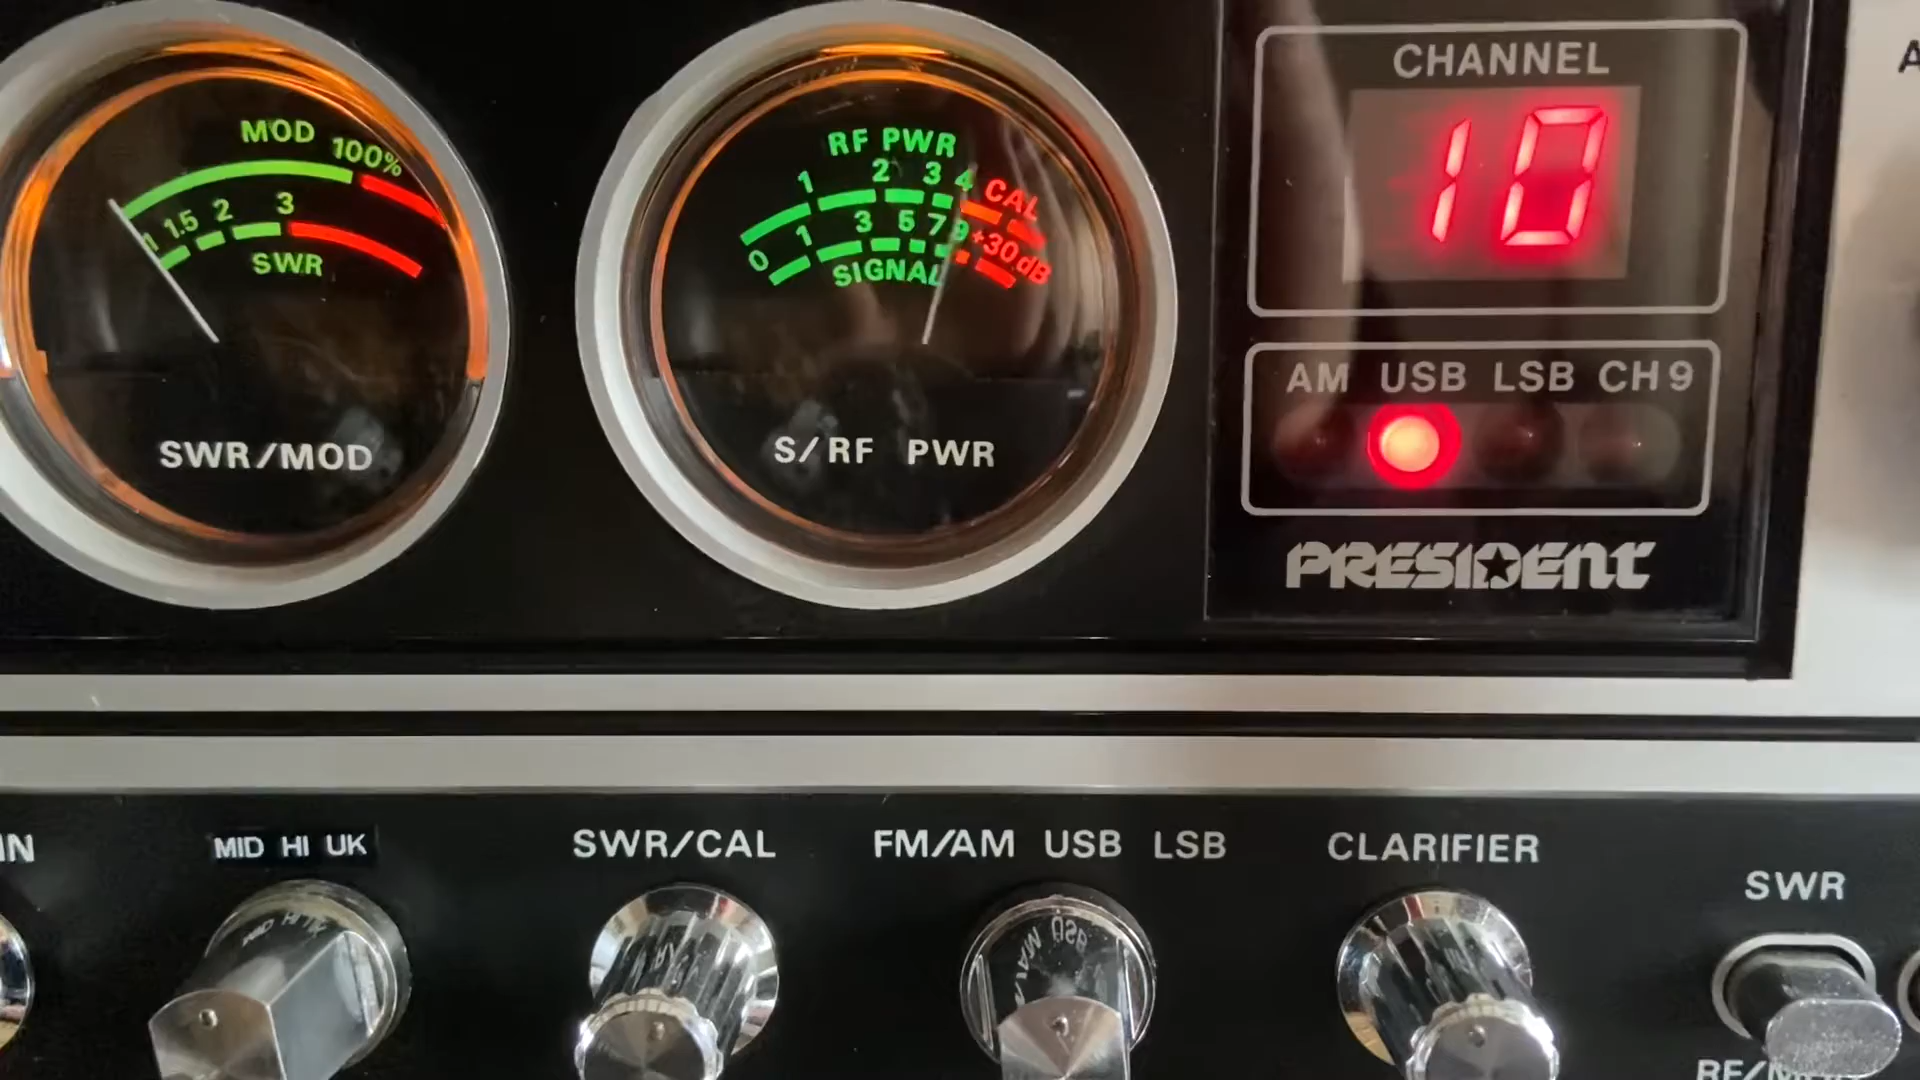 MOD 100%
1 1.5 2 3
SWR
SWR/MOD
RF PWR
1 2 3 4 CAL
0 1 3 5 7 9 +30dB
SIGNAL
S/RF PWR
CHANNEL
10
AM USB LSB CH 9
PRESIDENT
MID HI UK
SWR/CAL
FM/AM USB LSB
CLARIFIER
SWR